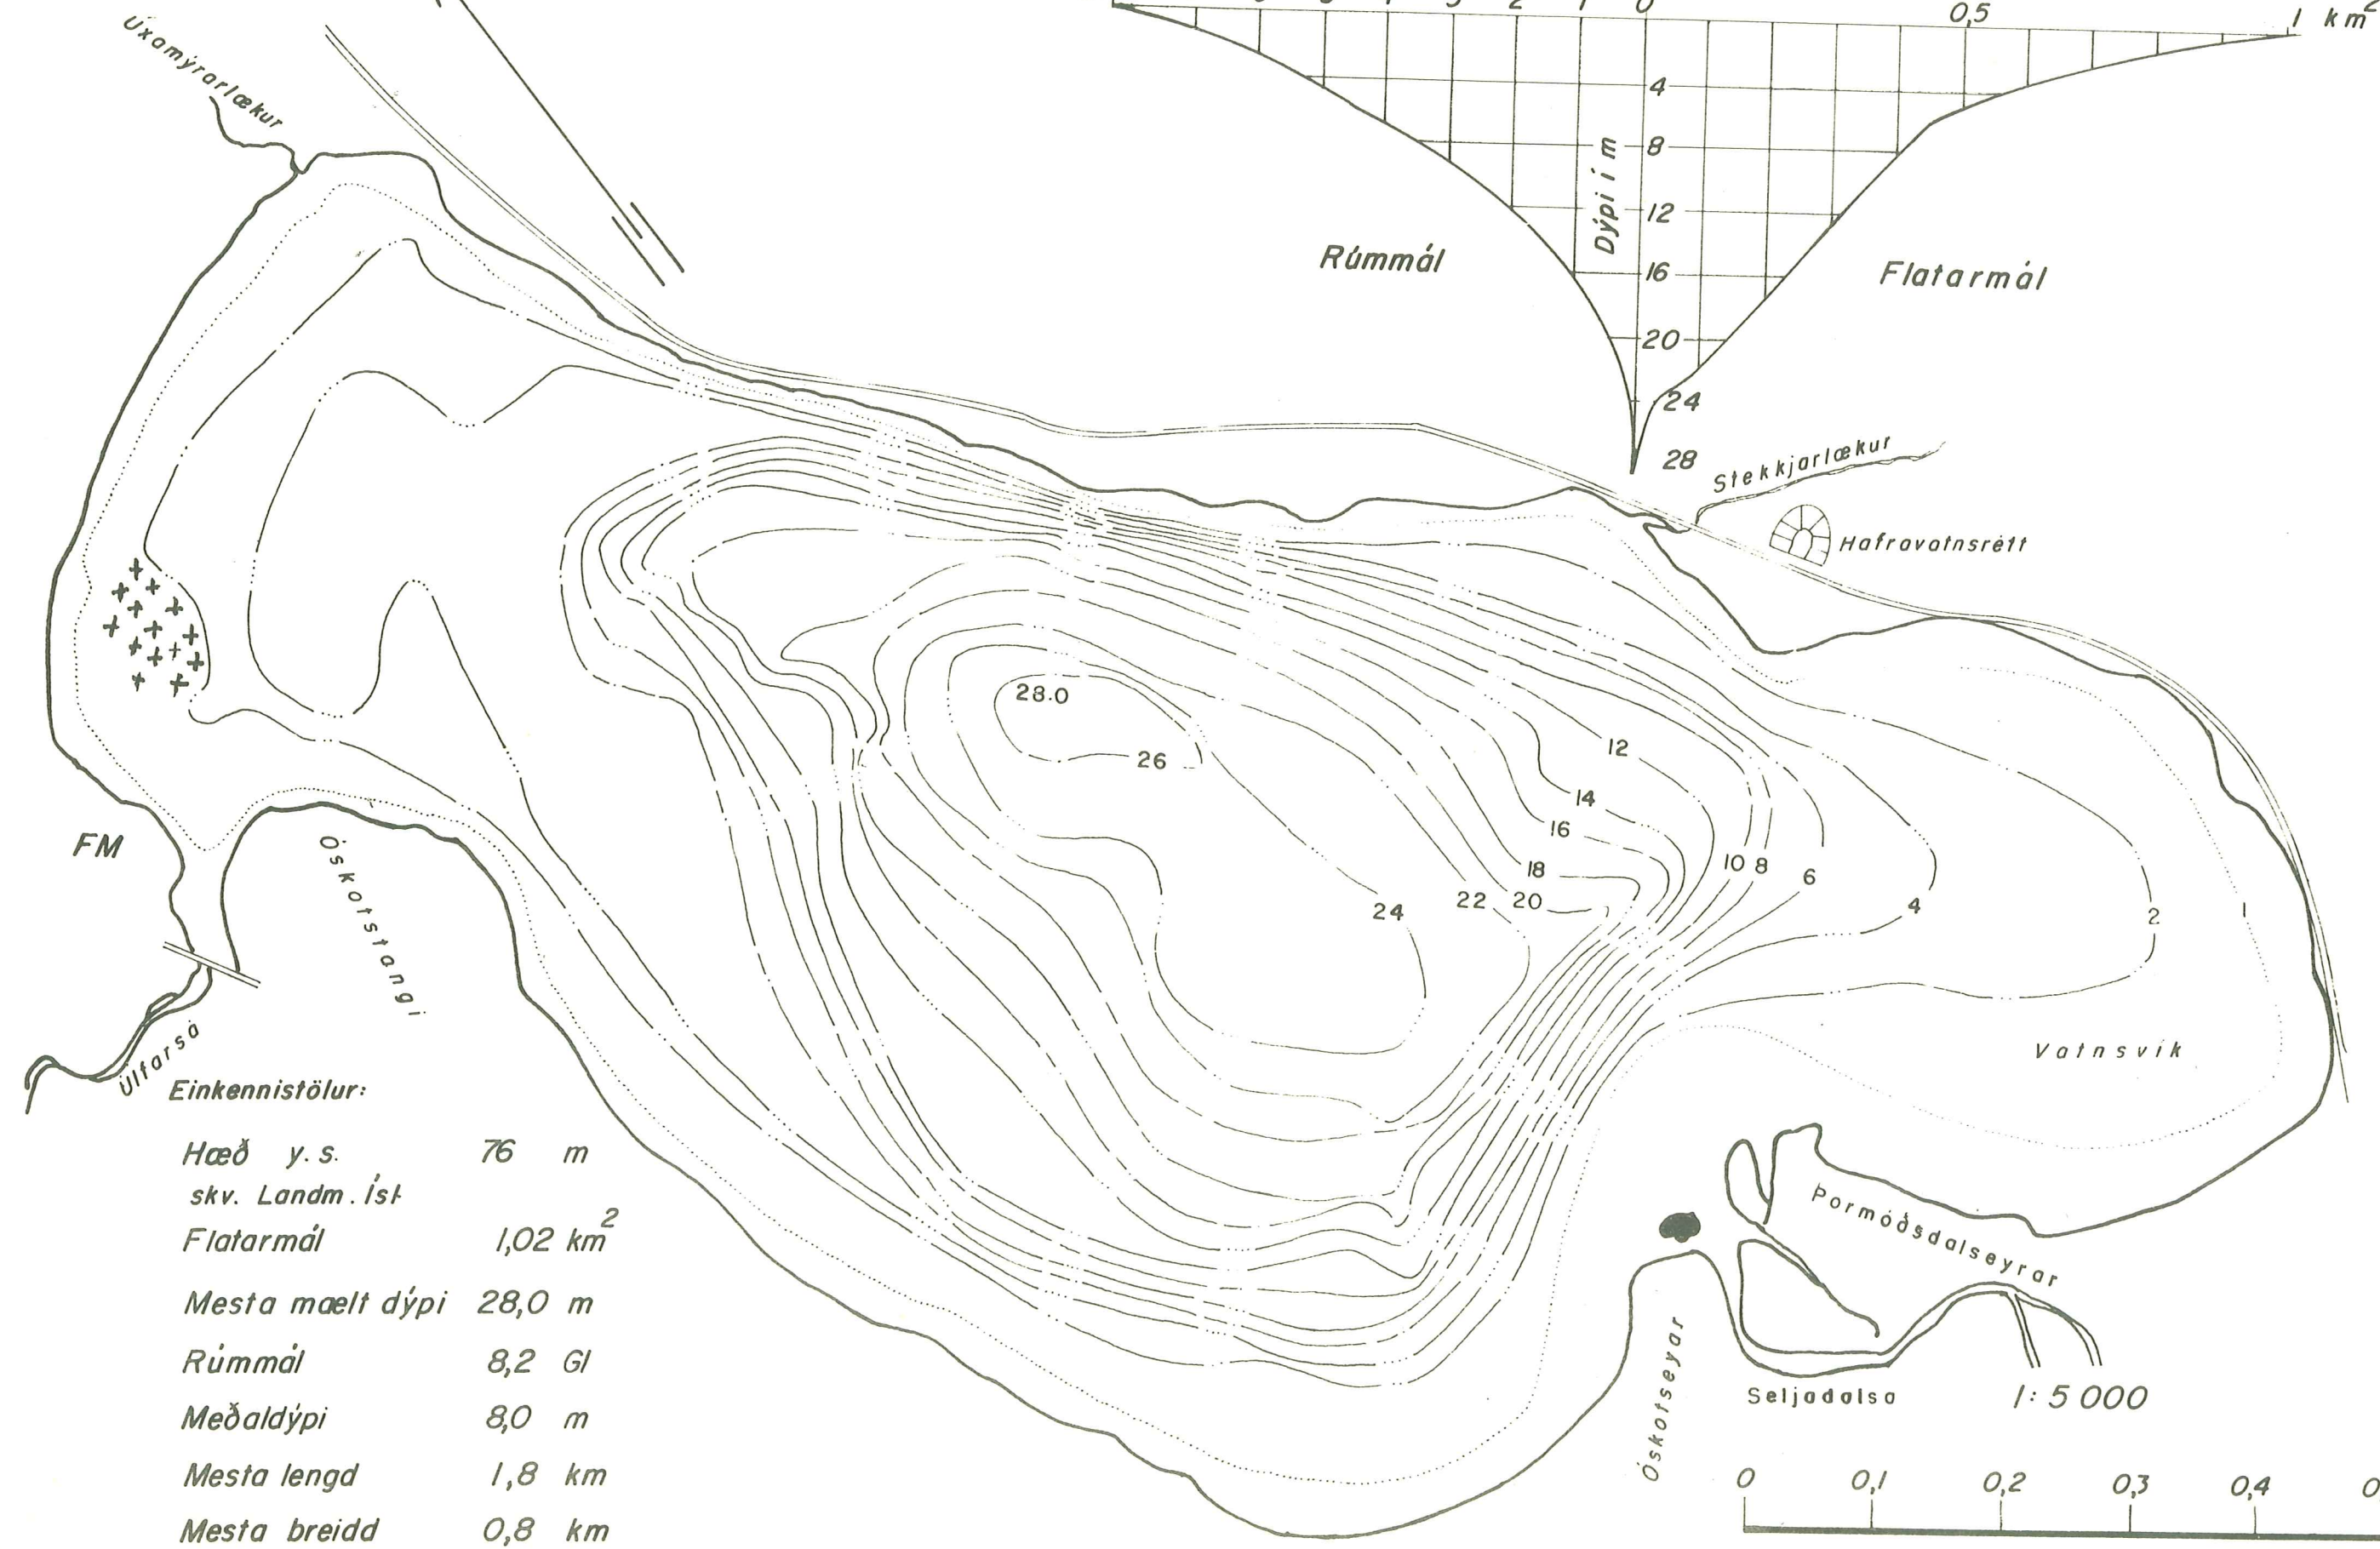 0
0,5
1 km²
Úxamýrarlækur
4
8
12
16
20
24
28
Dýpi í m
Rúmmál
Flatarmál
Stekkjarlækur
Hafravatnsrétt
28.0
26
24
22
20
18
16
14
12
10
8
6
4
2
1
FM
Óskotstangi
Úlfarsá
Vatnsvík
Þormóðsdalseyrar
Óskotseyar
Seljadalsa
1:5 000
0
0,1
0,2
0,3
0,4
Einkennistölur:
Hæð y.s. 76 m
skv. Landm. Ísl
Flatarmál 1,02 km²
Mesta mælt dýpi 28,0 m
Rúmmál 8,2 Gl
Meðaldýpi 8,0 m
Mesta lengd 1,8 km
Mesta breidd 0,8 km